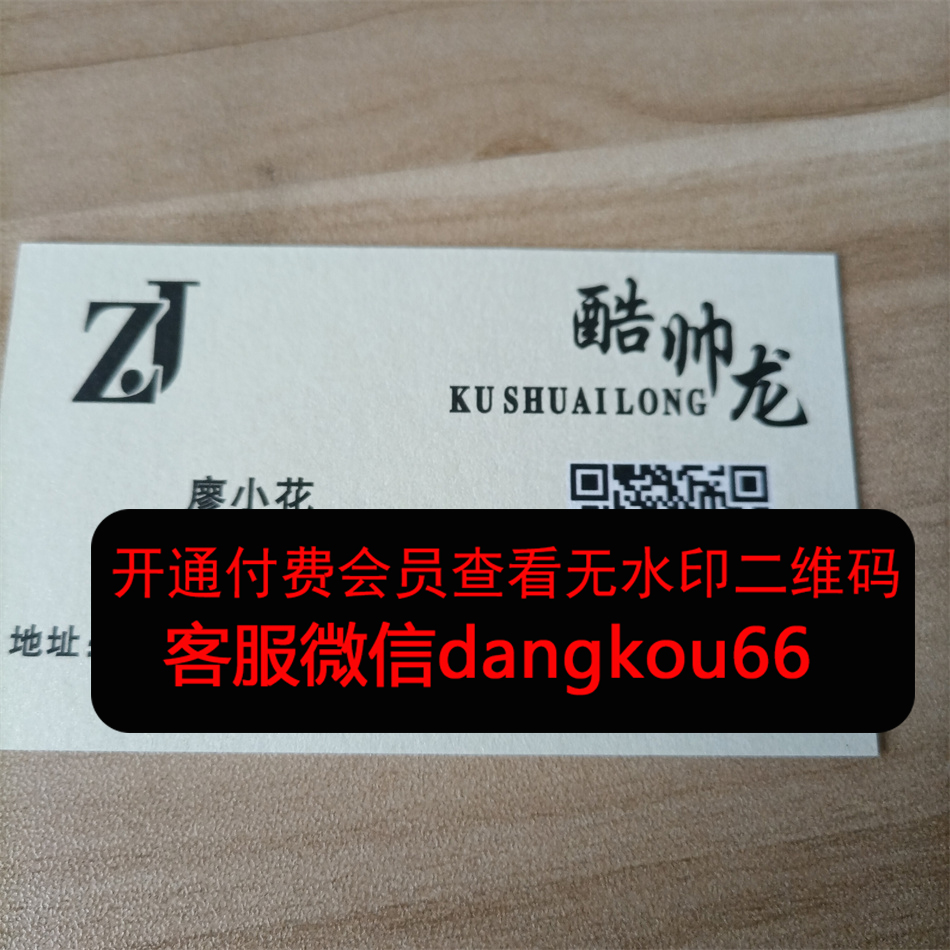 ZJ
酷帅龙
KU SHUAI LONG
廖小花
开通付费会员查看无水印二维码
地址:
客服微信dangkou66